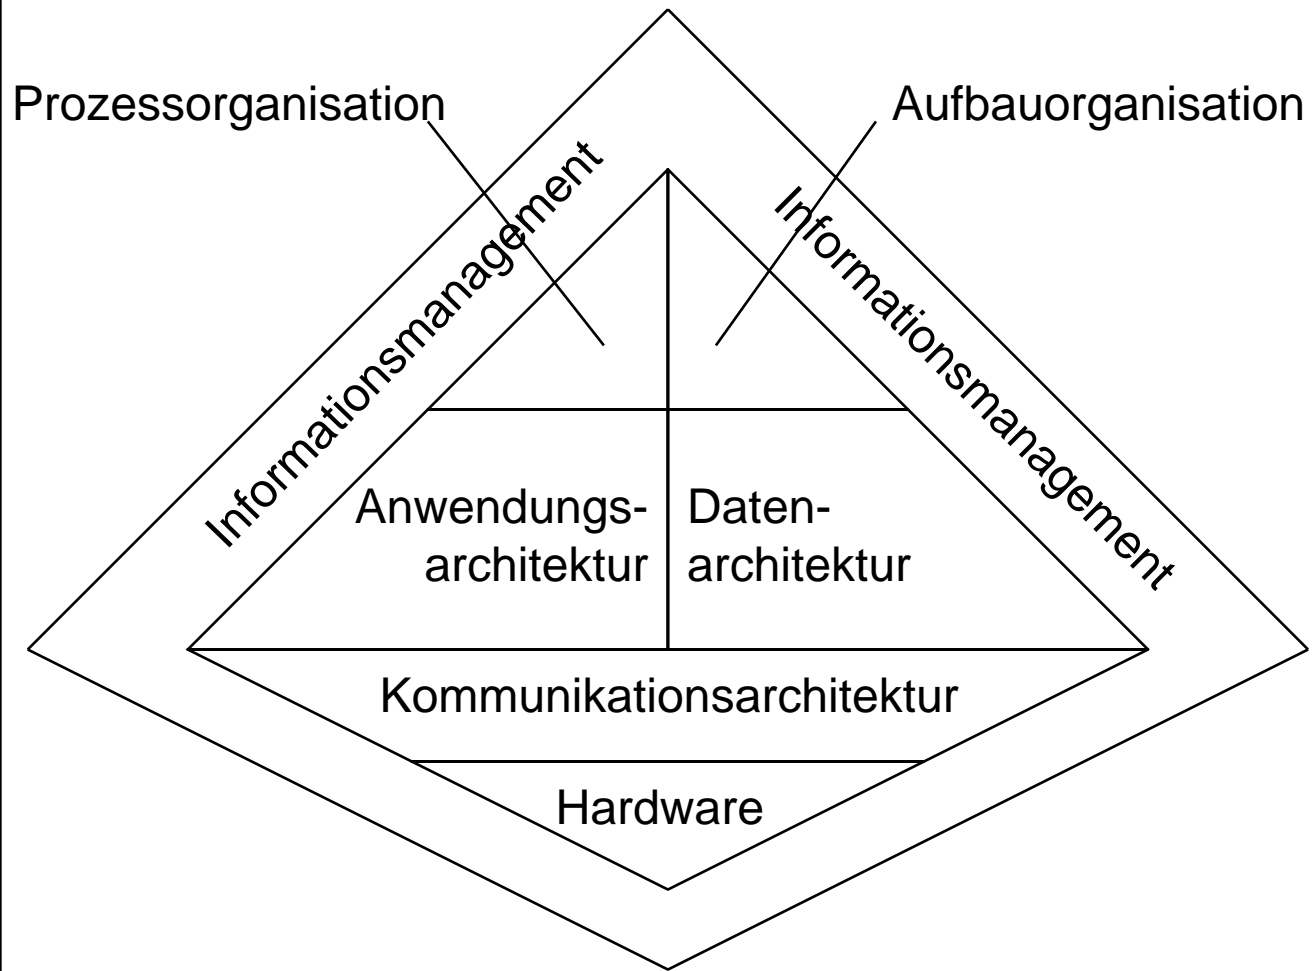 Prozessorganisation
Aufbauorganisation
Informationsmanagement
Informationsmanagement
Anwendungs-
architektur
Daten-
architektur
Kommunikationsarchitektur
Hardware